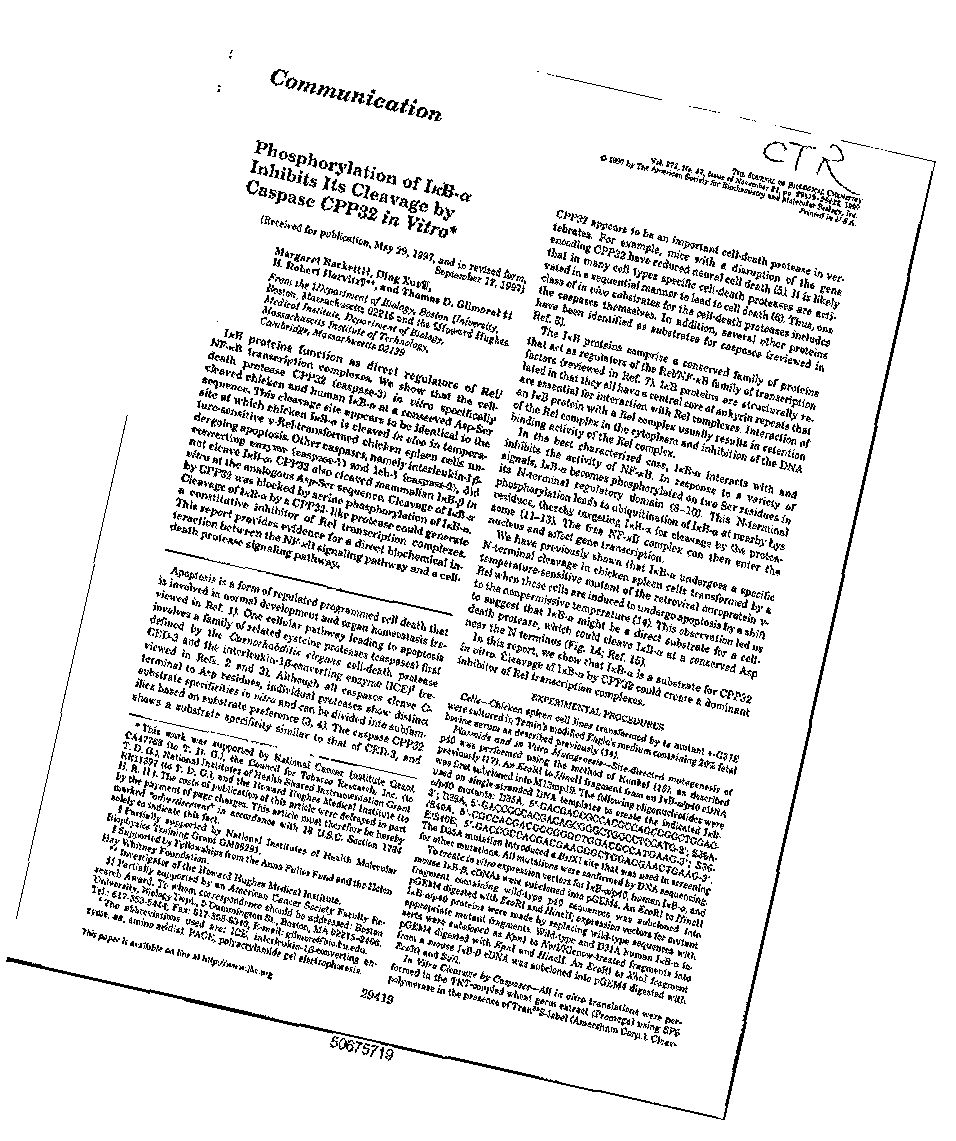 Communication
CTR
THE JOURNAL OF BIOLOGICAL CHEMISTRY
Vol. 272, No. 47, Issue of November 21, pp. 29419–29422, 1997
© 1997 by The American Society for Biochemistry and Molecular Biology, Inc.
Printed in U.S.A.
Phosphorylation of IκB-α
Inhibits Its Cleavage by
Caspase CPP32 in Vitro*
(Received for publication, May 29, 1997, and in revised form,
September 17, 1997)
Margaret Barkett‡§, Ding Xue¶‖,
H. Robert Horvitz¶**, and Thomas D. Gilmore‡‡‡
From the ‡Department of Biology, Boston University,
Boston, Massachusetts 02215 and the ¶Howard Hughes
Medical Institute, Department of Biology,
Massachusetts Institute of Technology,
Cambridge, Massachusetts 02139
IκB proteins function as direct regulators of Rel/
NF-κB transcription complexes. We show that the cell-
death protease CPP32 (caspase-3) in vitro specifically
cleaved chicken and human IκB-α at a conserved Asp-Ser
sequence. This cleavage site appears to be identical to the
site at which chicken IκB-α is cleaved in vivo in tempera-
ture-sensitive v-Rel-transformed chicken spleen cells un-
dergoing apoptosis. Other caspases, namely interleukin-1β-
converting enzyme (caspase-1) and Ich-1 (caspase-2), did
not cleave IκB-α. CPP32 also cleaved mammalian IκB-β in
vitro at the analogous Asp-Ser sequence. Cleavage of IκB-α
by CPP32 was blocked by serine phosphorylation of IκB-α.
Cleavage of IκB-α by a CPP32-like protease could generate
a constitutive inhibitor of Rel transcription complexes.
This report provides evidence for a direct biochemical in-
teraction between the NF-κB signaling pathway and a cell-
death protease signaling pathway.
Apoptosis is a form of regulated programmed cell death that
is involved in normal development and organ homeostasis (re-
viewed in Ref. 1). One cellular pathway leading to apoptosis
involves a family of related cysteine proteases (caspases) first
defined by the Caenorhabditis elegans cell-death protease
CED-3 and the interleukin-1β-converting enzyme (ICE)¹ (re-
viewed in Refs. 2 and 3). Although all caspases cleave C-
terminal to Asp residues, individual proteases show distinct
substrate specificities in vitro and can be divided into subfam-
ilies based on substrate preference (3, 4). The caspase CPP32
shows a substrate specificity similar to that of CED-3, and
* This work was supported by National Cancer Institute Grant
CA47763 (to T. D. G.), the Council for Tobacco Research, Inc. (to
T. D. G.), National Institutes of Health Shared Instrumentation Grant
RR11397 (to T. D. G.), and the Howard Hughes Medical Institute (to
H. R. H.). The costs of publication of this article were defrayed in part
by the payment of page charges. This article must therefore be hereby
marked "advertisement" in accordance with 18 U.S.C. Section 1734
solely to indicate this fact.
§ Partially supported by National Institutes of Health Molecular
Biophysics Training Grant GM08291.
‖ Supported by Fellowships from the Anna Fuller Fund and the Helen
Hay Whitney Foundation.
** Investigator of the Howard Hughes Medical Institute.
‡‡ Partially supported by an American Cancer Society Faculty Re-
search Award. To whom correspondence should be addressed: Boston
University, Biology Dept., 5 Cummington St., Boston, MA 02215-2406.
Tel.: 617-353-5444; Fax: 617-353-6340; E-mail: gilmore@bio.bu.edu.
¹ The abbreviations used are: ICE, interleukin-1β-converting en-
zyme; aa, amino acid(s); PAGE, polyacrylamide gel electrophoresis.
This paper is available on line at http://www.jbc.org
CPP32 appears to be an important cell-death protease in ver-
tebrates. For example, mice with a disruption of the gene
encoding CPP32 have reduced neural cell death (5). It is likely
that in many cell types specific cell-death proteases are acti-
vated in a sequential manner to lead to cell death (6). Thus, one
class of in vivo substrates for the cell-death proteases includes
the caspases themselves. In addition, several other proteins
have been identified as substrates for caspases (reviewed in
Ref. 3).
The IκB proteins comprise a conserved family of proteins
that act as regulators of the Rel/NF-κB family of transcription
factors (reviewed in Ref. 7). IκB proteins are structurally re-
lated in that they all have a central core of ankyrin repeats that
are essential for interaction with Rel complexes. Interaction of
an IκB protein with a Rel complex usually results in retention
of the Rel complex in the cytoplasm and inhibition of the DNA
binding activity of the Rel complex.
In the best characterized case, IκB-α interacts with and
inhibits the activity of NF-κB. In response to a variety of
signals, IκB-α becomes phosphorylated on two Ser residues in
its N-terminal regulatory domain (8–10). This N-terminal
phosphorylation leads to ubiquitination of IκB-α at nearby Lys
residues, thereby targeting IκB-α for cleavage by the protea-
some (11–13). The free NF-κB complex can then enter the
nucleus and affect gene transcription.
We have previously shown that IκB-α undergoes a specific
N-terminal cleavage in chicken spleen cells transformed by a
temperature-sensitive mutant of the retroviral oncoprotein v-
Rel when these cells are induced to undergo apoptosis by a shift
to the nonpermissive temperature (14). This observation led us
to suggest that IκB-α might be a direct substrate for a cell-
death protease, which could cleave IκB-α at a conserved Asp
near the N terminus (Fig. 1A; Ref. 15).
In this report, we show that IκB-α is a substrate for CPP32
in vitro. Cleavage of IκB-α by CPP32 could create a dominant
inhibitor of Rel transcription complexes.
EXPERIMENTAL PROCEDURES
Cells—Chicken spleen cell lines transformed by ts mutant v-G37E
were cultured in Temin's modified Eagle's medium containing 20% fetal
bovine serum as described previously (14).
Plasmids and in Vitro Mutagenesis—Site-directed mutagenesis of
p40 was performed using the method of Kunkel (16), as described
previously (17). An EcoRI to HincII fragment from an IκB-α/p40 cDNA
was first subcloned into M13mp19. The following oligonucleotides were
used on single stranded DNA templates to create the indicated IκB-
α/p40 mutants:
The D35A mutation introduced a BstXI site that was used in screening
for other mutations. All mutations were confirmed by DNA sequencing.
To create in vitro expression vectors for IκB-α/p40, human IκB-α, and
mouse IκB-β, cDNAs were subcloned into pGEM4. An EcoRI to HincII
fragment containing wild-type p40 sequences was subcloned into
pGEM4 digested with EcoRI and HincII; expression vectors for mutant
IκB-α/p40 proteins were made by replacing wild-type sequences with
appropriate mutant fragments. Wild-type and D31A human IκB-α in-
serts were subcloned as KpnI to NcoI/Klenow-treated fragments into
pGEM4 digested with KpnI and HincII. An EcoRI to XhoI fragment
from a mouse IκB-β cDNA was subcloned into pGEM4 digested with
EcoRI and SalI.
In Vitro Cleavage by Caspases—All in vitro translations were per-
formed in the TNT-coupled wheat germ extract (Promega) using SP6
polymerase in the presence of Tran³⁵S-label (Amersham Corp.). Cleav-
29419
50675719